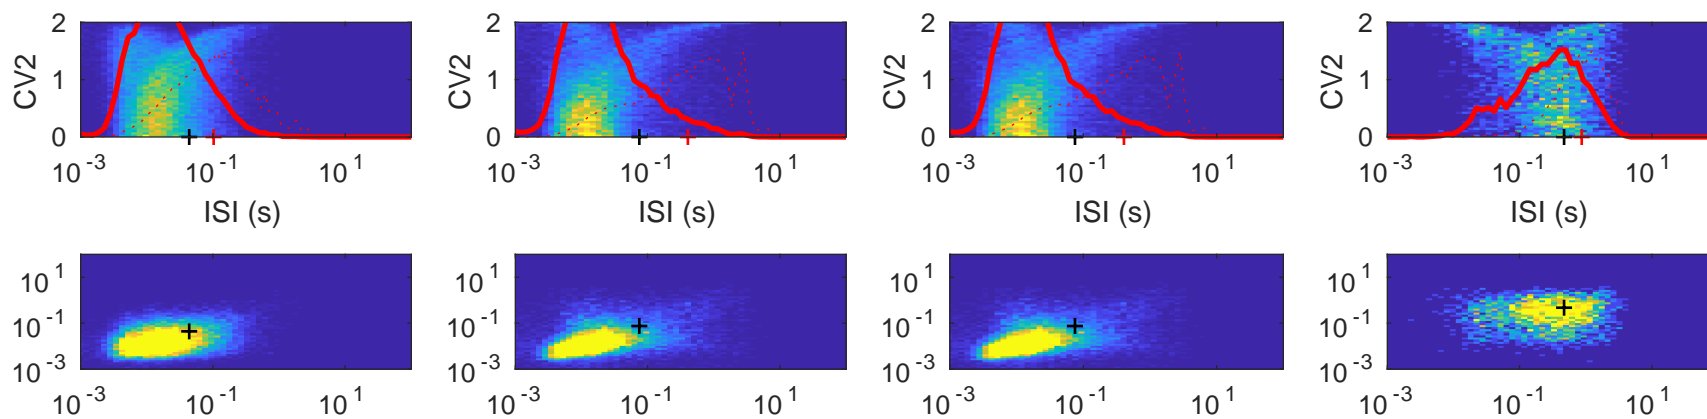 2 2 2 2
CV2 CV2 CV2 CV2
1 1 1 1
0 0 0 0
10^-3 10^-1 10^1 10^-3 10^-1 10^1 10^-3 10^-1 10^1 10^-3 10^-1 10^1
ISI (s) ISI (s) ISI (s) ISI (s)
10^1 10^1 10^1 10^1
10^-1 10^-1 10^-1 10^-1
10^-3 10^-3 10^-3 10^-3
10^-3 10^-1 10^1 10^-3 10^-1 10^1 10^-3 10^-1 10^1 10^-3 10^-1 10^1